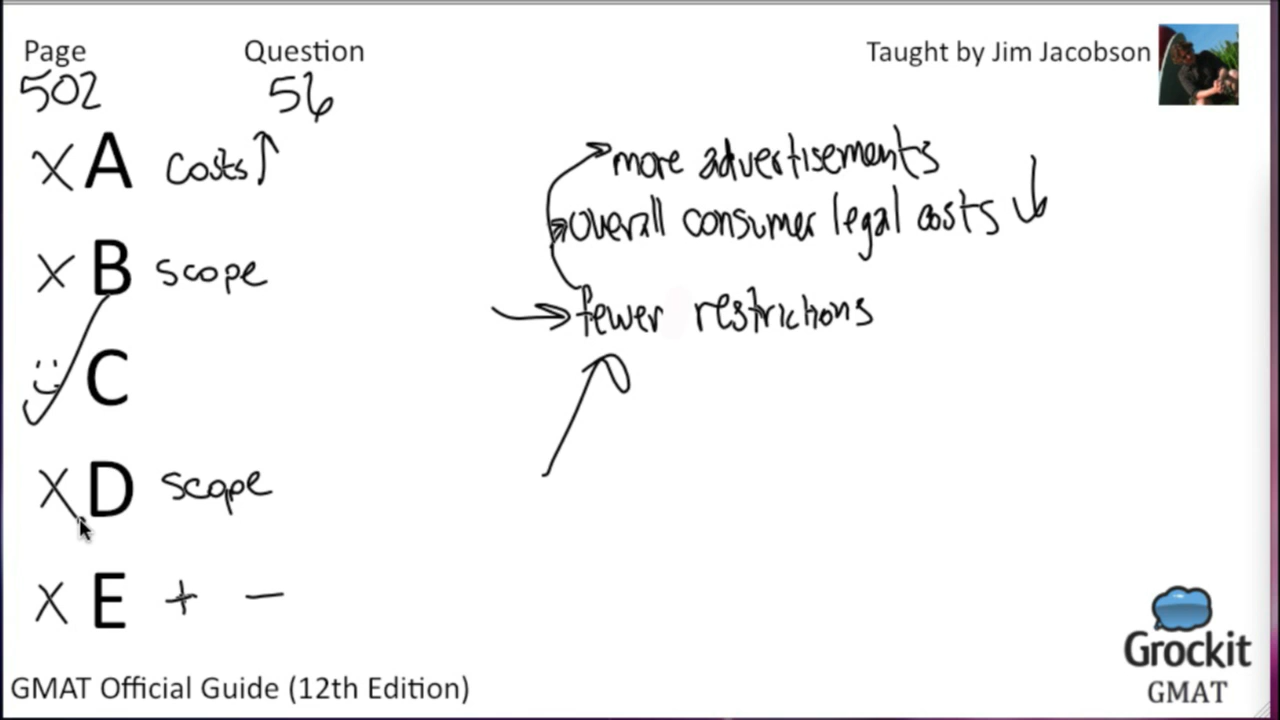 Page Question
502 56
Taught by Jim Jacobson
X A costs ↑
X B scope
C
X D scope
X E + -
more advertisements
overall consumer legal costs ↓
fewer restrictions
GMAT Official Guide (12th Edition)
Grockit
GMAT